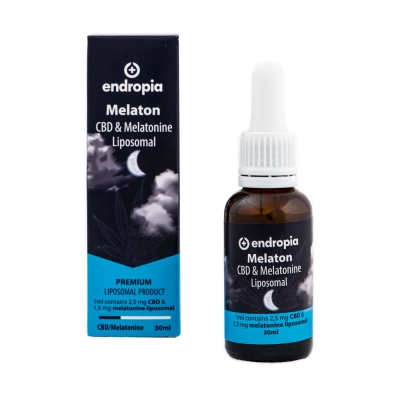 endropia
Melaton
CBD & Melatonine
Liposomal
PREMIUM
LIPOSOMAL PRODUCT
1ml contains 2,5 mg CBD &
1,5 mg melatonine liposomal
CBD/Melatonine 30ml
endropia
Melaton
CBD & Melatonine
Liposomal
1ml contains 2,5 mg CBD &
1,5 mg melatonine liposomal
30ml